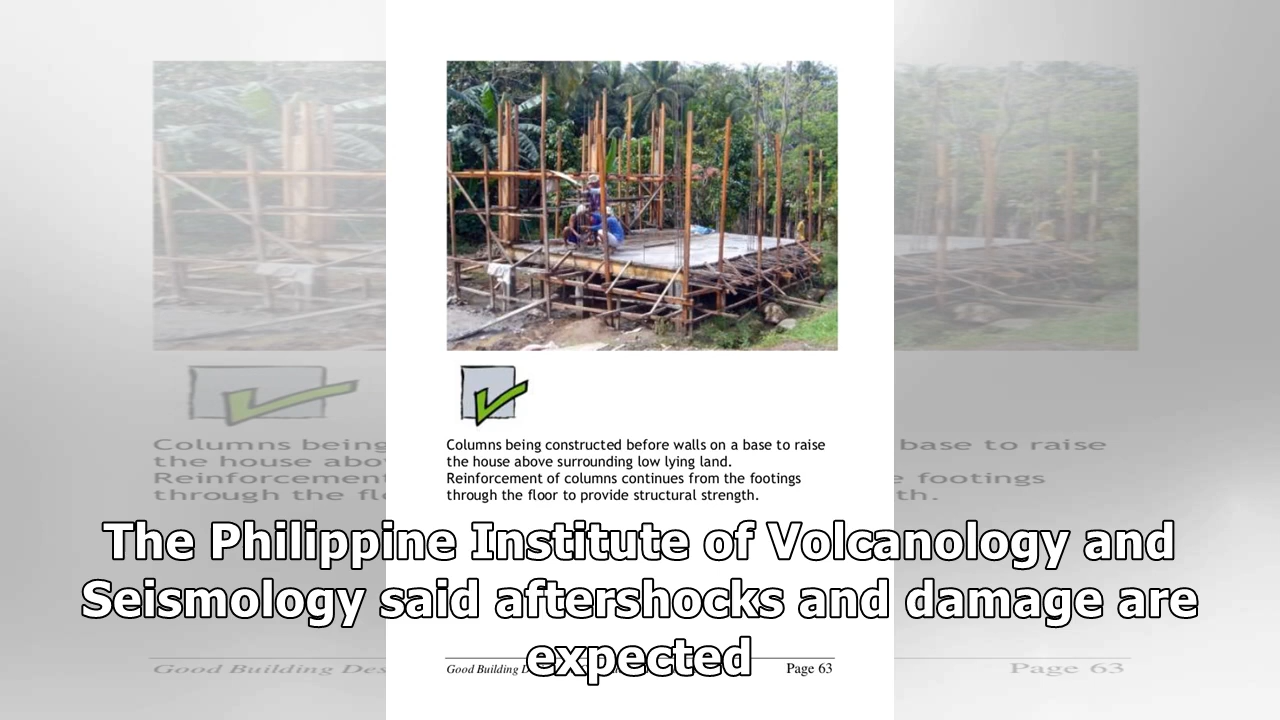 Columns being constructed before walls on a base to raise
the house above surrounding low lying land.
Reinforcement of columns continues from the footings
through the floor to provide structural strength.
The Philippine Institute of Volcanology and
Seismology said aftershocks and damage are
expected
Good Building Page 63